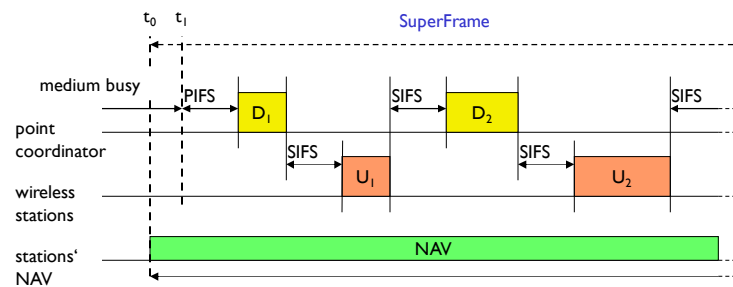 t0 t1 SuperFrame
medium busy
PIFS D1 SIFS D2 SIFS
point
coordinator
SIFS U1 SIFS U2
wireless
stations
NAV
stations‘
NAV